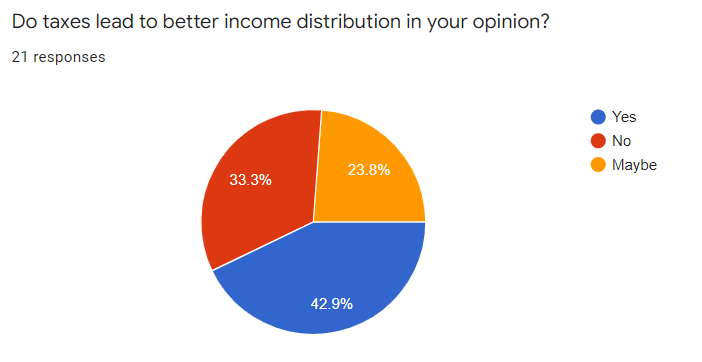 Do taxes lead to better income distribution in your opinion?
21 responses
Yes
No
Maybe
33.3%
23.8%
42.9%